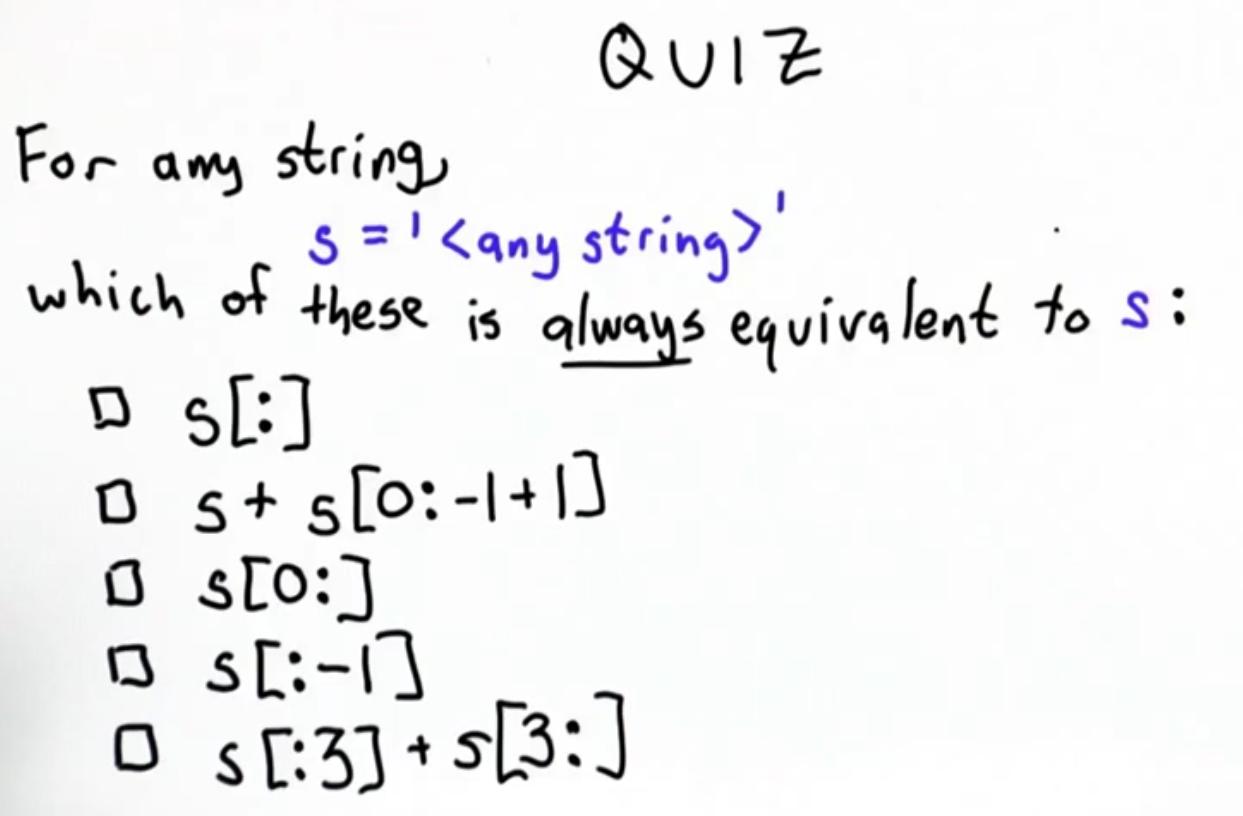 QUIZ
For any string,
s = '<any string>'
which of these is always equivalent to s:
s[:]
s + s[0:-1+1]
s[0:]
s[:-1]
s[:3] + s[3:]